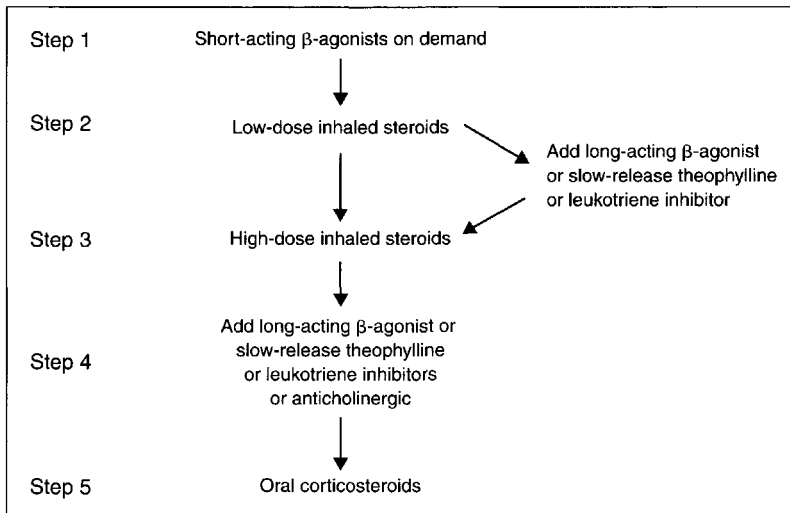 Step 1 Short-acting β-agonists on demand
Step 2 Low-dose inhaled steroids
Add long-acting β-agonist
or slow-release theophylline
or leukotriene inhibitor
Step 3 High-dose inhaled steroids
Step 4
Add long-acting β-agonist or
slow-release theophylline
or leukotriene inhibitors
or anticholinergic
Step 5 Oral corticosteroids